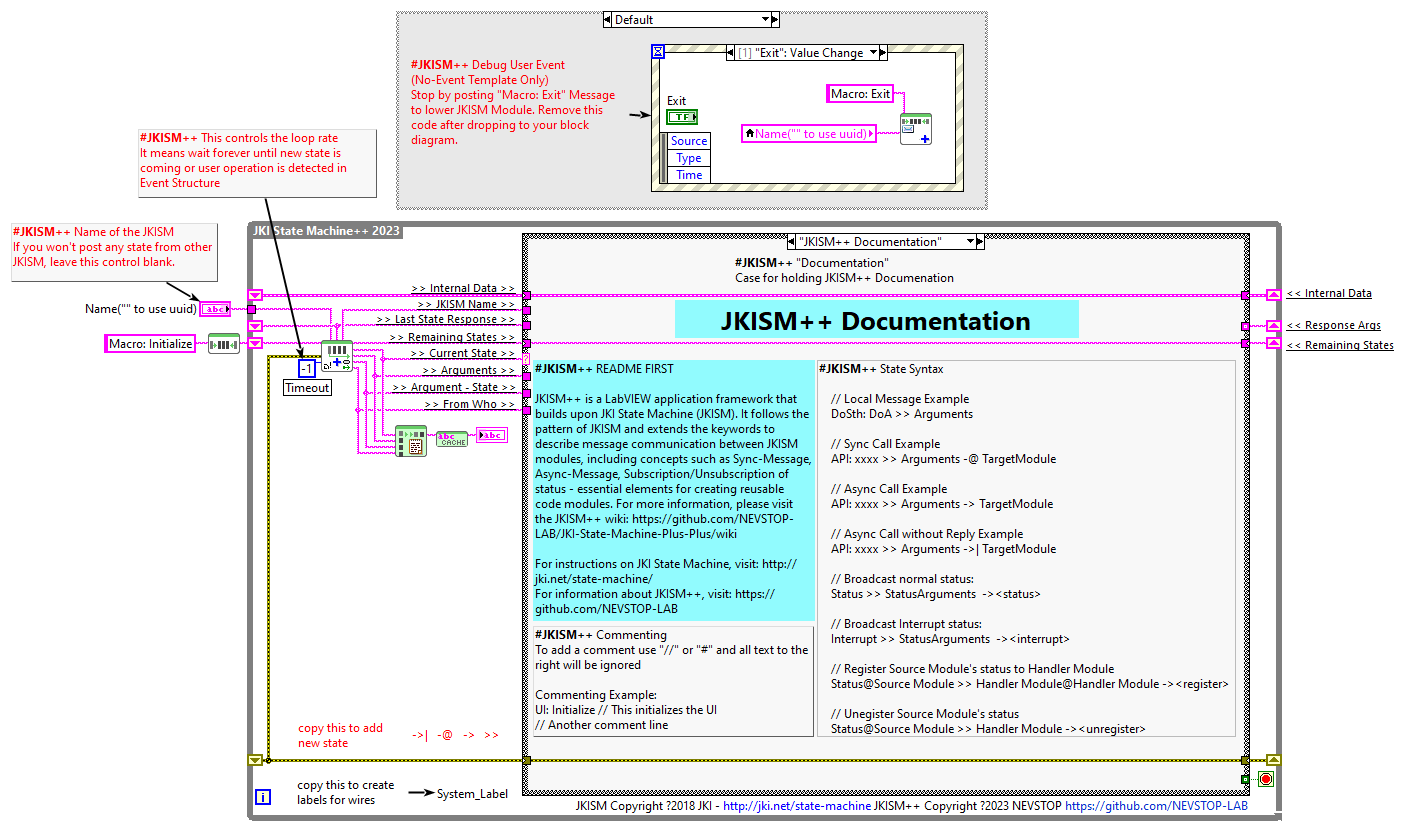 Default
#JKISM++ Debug User Event
(No-Event Template Only)
Stop by posting "Macro: Exit" Message
to lower JKISM Module. Remove this
code after dropping to your block
diagram.
[1] "Exit": Value Change
Macro: Exit
Exit
TF
Name("" to use uuid)
Source
Type
Time
#JKISM++ This controls the loop rate
It means wait forever until new state is
coming or user operation is detected in
Event Structure
#JKISM++ Name of the JKISM
If you won't post any state from other
JKISM, leave this control blank.
JKI State Machine++ 2023
Name("" to use uuid)
abc
Macro: Initialize
-1
Timeout
>> Internal Data >>
>> JKISM Name >>
>> Last State Response >>
>> Remaining States >>
>> Current State >>
>> Arguments >>
>> Argument - State >>
>> From Who >>
?
abc
CACHE
abc
"JKISM++ Documentation"
#JKISM++ "Documentation"
Case for holding JKISM++ Documenation
JKISM++ Documentation
#JKISM++ README FIRST
JKISM++ is a LabVIEW application framework that
builds upon JKI State Machine (JKISM). It follows the
pattern of JKISM and extends the keywords to
describe message communication between JKISM
modules, including concepts such as Sync-Message,
Async-Message, Subscription/Unsubscription of
status - essential elements for creating reusable
code modules. For more information, please visit
the JKISM++ wiki: https://github.com/NEVSTOP-
LAB/JKI-State-Machine-Plus-Plus/wiki
For instructions on JKI State Machine, visit: http://
jki.net/state-machine/
For information about JKISM++, visit: https://
github.com/NEVSTOP-LAB
#JKISM++ Commenting
To add a comment use "//" or "#" and all text to the
right will be ignored
Commenting Example:
UI: Initialize // This initializes the UI
// Another comment line
#JKISM++ State Syntax
// Local Message Example
DoSth: DoA >> Arguments
// Sync Call Example
API: xxxx >> Arguments -@ TargetModule
// Async Call Example
API: xxxx >> Arguments -> TargetModule
// Async Call without Reply Example
API: xxxx >> Arguments ->| TargetModule
// Broadcast normal status:
Status >> StatusArguments -><status>
// Broadcast Interrupt status:
Interrupt >> StatusArguments -><interrupt>
// Register Source Module's status to Handler Module
Status@Source Module >> Handler Module@Handler Module -><register>
// Unegister Source Module's status
Status@Source Module >> Handler Module -><unregister>
<< Internal Data
<< Response Args
<< Remaining States
copy this to add
new state
->| -@ -> >>
i
copy this to create
labels for wires
System_Label
JKISM Copyright ?2018 JKI - http://jki.net/state-machine JKISM++ Copyright ?2023 NEVSTOP https://github.com/NEVSTOP-LAB